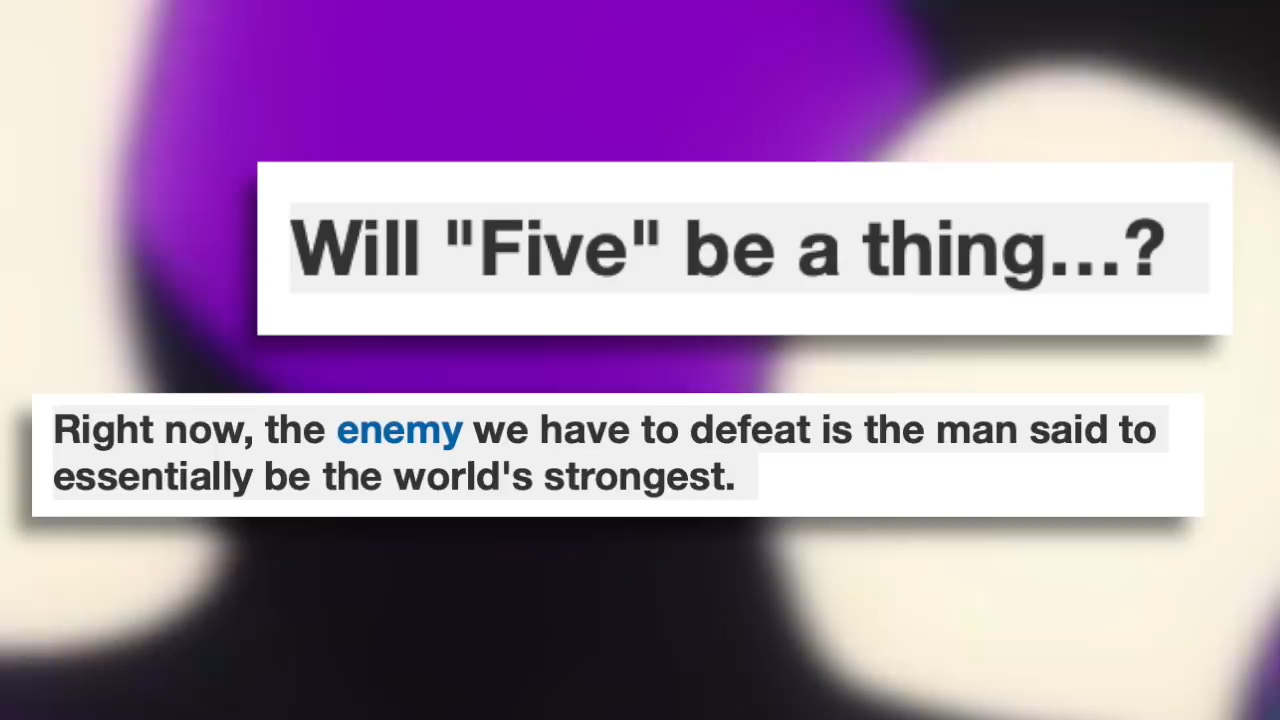 Will "Five" be a thing...?
Right now, the enemy we have to defeat is the man said to
essentially be the world's strongest.